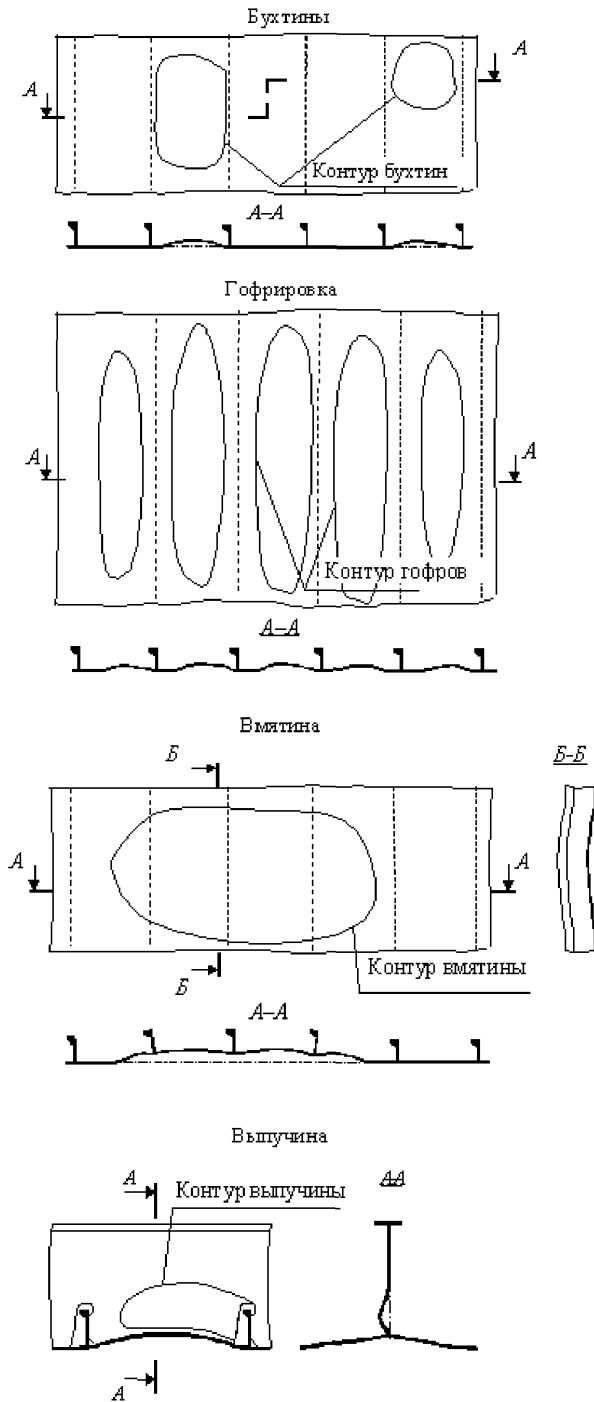 Бухтины
А
А
Контур бухтин
А–А
Гофрировка
А
А
Контур гофров
А–А
Вмятина
Б
Б-Б
А
А
Контур вмятины
Б
А–А
Выпучина
А
Контур выпучины
АА
А